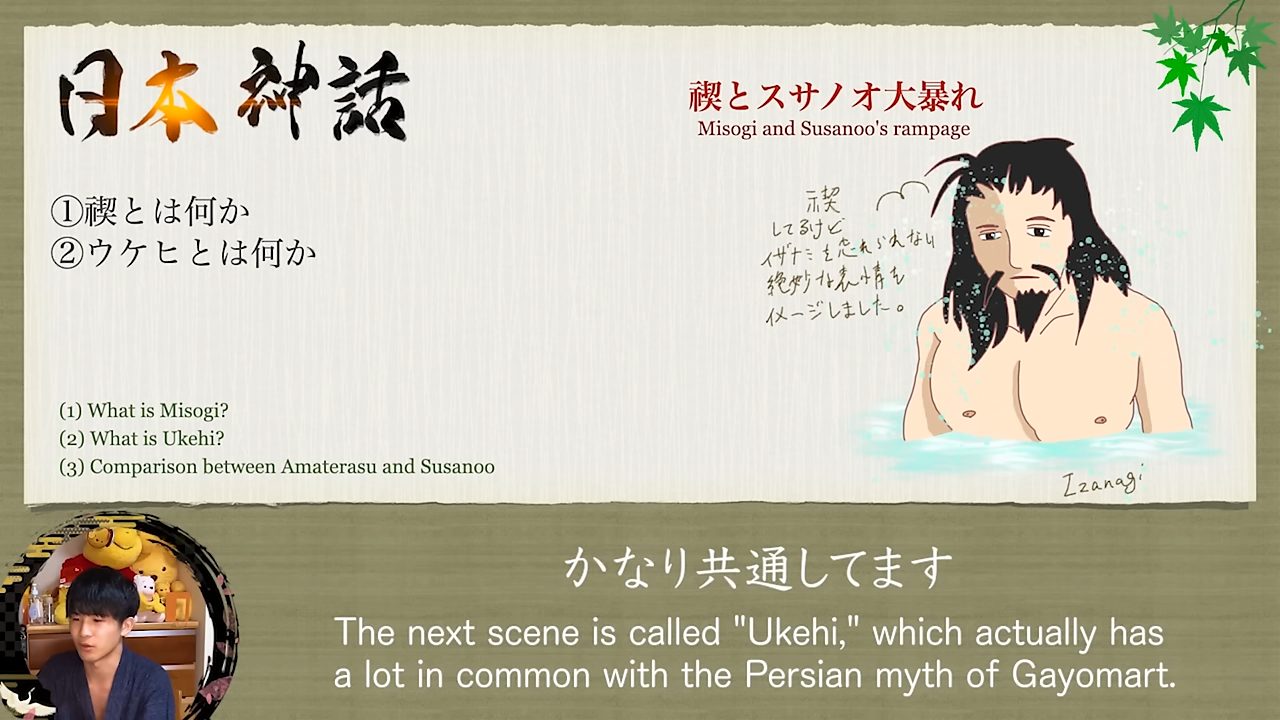 日本神話
禊とスサノオ大暴れ
Misogi and Susanoo's rampage
①禊とは何か
②ウケヒとは何か
禊
してるけど
イザナミを忘れられない
絶妙な表情を
イメージしました。
(1) What is Misogi?
(2) What is Ukehi?
(3) Comparison between Amaterasu and Susanoo
Izanagi
かなり共通してます
The next scene is called "Ukehi," which actually has
a lot in common with the Persian myth of Gayomart.